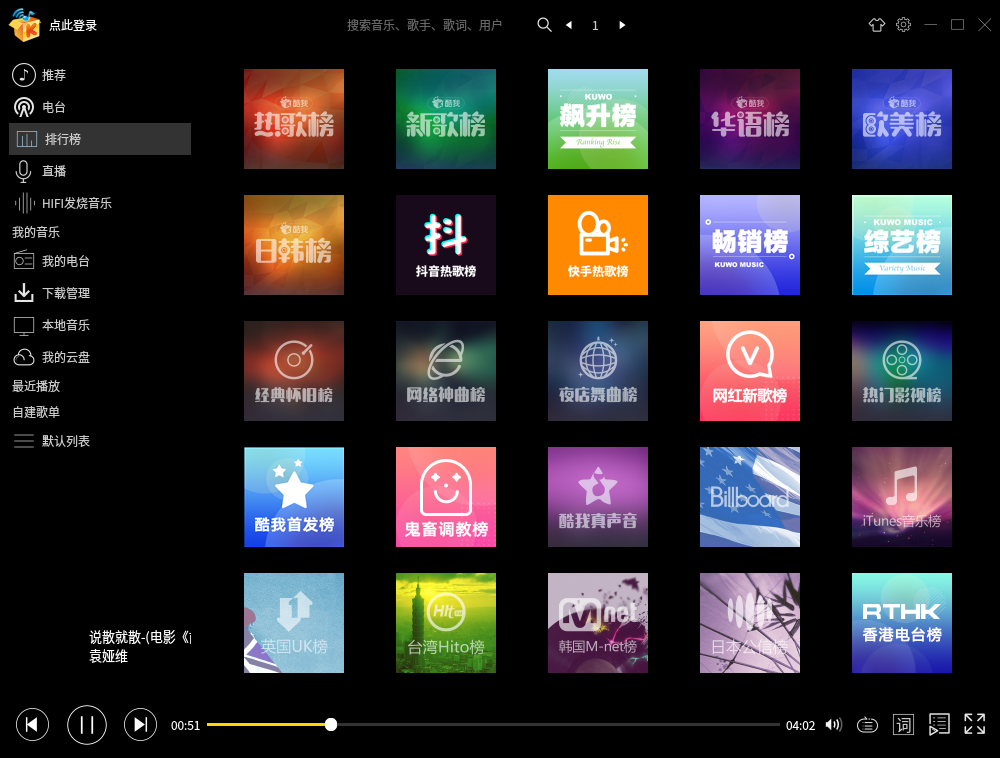 点此登录
搜索音乐、歌手、歌词、用户
1
推荐
电台
排行榜
直播
HIFI发烧音乐
我的音乐
我的电台
下载管理
本地音乐
我的云盘
最近播放
自建歌单
默认列表
酷我
热歌榜
酷我
新歌榜
KUWO
飙升榜
Ranking Rise
酷我
华语榜
酷我
欧美榜
酷我
日韩榜
抖
抖音热歌榜
快手热歌榜
畅销榜
KUWO MUSIC
KUWO MUSIC
综艺榜
Variety Music
经典怀旧榜
网络神曲榜
夜店舞曲榜
网红新歌榜
热门影视榜
酷我首发榜
鬼畜调教榜
酷我真声音
Billboard
iTunes音乐榜
英国UK榜
Hit
台湾Hito榜
Mnet
韩国M-net榜
日本公信榜
RTHK
香港电台榜
说散就散-(电影《
袁娅维
00:51
04:02
词